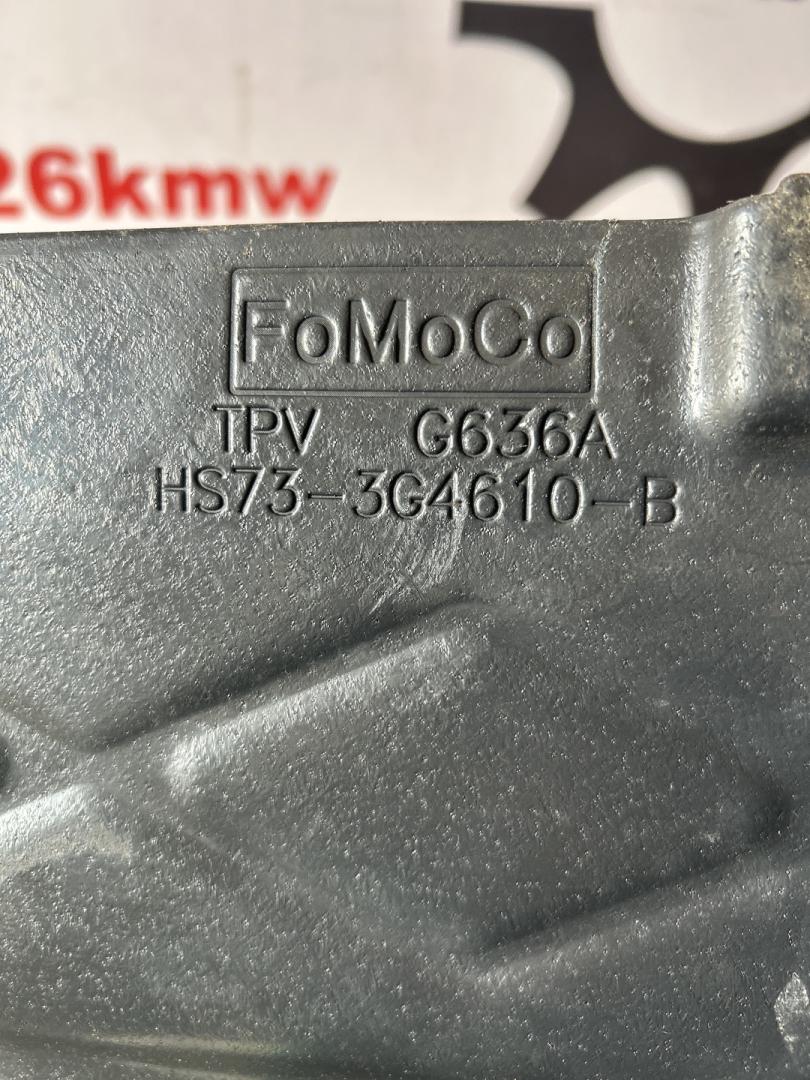 26kmw
FoMoCo
TPV G636A
HS73-3G4610-B